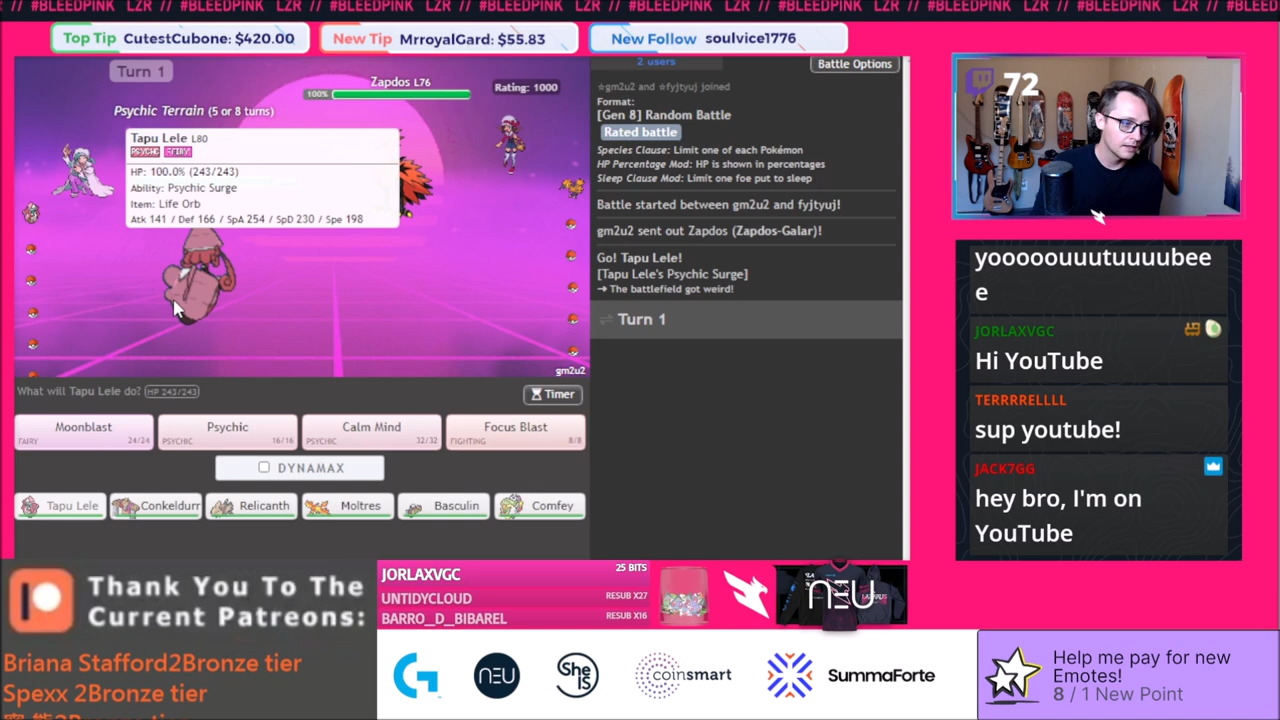 // #BLEEDPINK LZR // #BLEEDPINK LZR // #BLEEDPINK LZR // #BLEEDPINK LZR // #BLEEDPINK LZR // #BLEEDPINK LZR // #BLEEDPINK LZR // #BLEED
Top Tip CutestCubone: $420.00
New Tip MrroyalGard: $55.83
New Follow soulvice1776
Turn 1
Zapdos L76
100%
Rating: 1000
Psychic Terrain (5 or 8 turns)
Tapu Lele L80
PSYCHC FAIRY
HP: 100.0% (243/243)
Ability: Psychic Surge
Item: Life Orb
Atk 141 / Def 166 / SpA 254 / SpD 230 / Spe 198
gm2u2
What will Tapu Lele do? HP 243/243
Timer
Moonblast
FAIRY 24/24
Psychic
PSYCHIC 16/16
Calm Mind
PSYCHIC 32/32
Focus Blast
FIGHTING 8/8
DYNAMAX
Tapu Lele
Conkeldurr
Relicanth
Moltres
Basculin
Comfey
2 users
Battle Options
☆gm2u2 and ☆fyjtyuj joined
Format:
[Gen 8] Random Battle
Rated battle
Species Clause: Limit one of each Pokémon
HP Percentage Mod: HP is shown in percentages
Sleep Clause Mod: Limit one foe put to sleep
Battle started between gm2u2 and fyjtyuj!
gm2u2 sent out Zapdos (Zapdos-Galar)!
Go! Tapu Lele!
[Tapu Lele's Psychic Surge]
➔ The battlefield got weird!
Turn 1
72
yoooouuutuuuubee
e
JORLAXVGC
Hi YouTube
TERRRRELLLL
sup youtube!
JACK7GG
hey bro, I'm on
YouTube
Thank You To The
Current Patreons:
Briana Stafford2Bronze tier
Spexx 2Bronze tier
JORLAXVGC 25 BITS
UNTIDYCLOUD RESUB X27
BARRO__D__BIBAREL RESUB X16
NEU
G
NEU
She IS
coinsmart
SummaForte
Help me pay for new
Emotes!
8 / 1 New Point